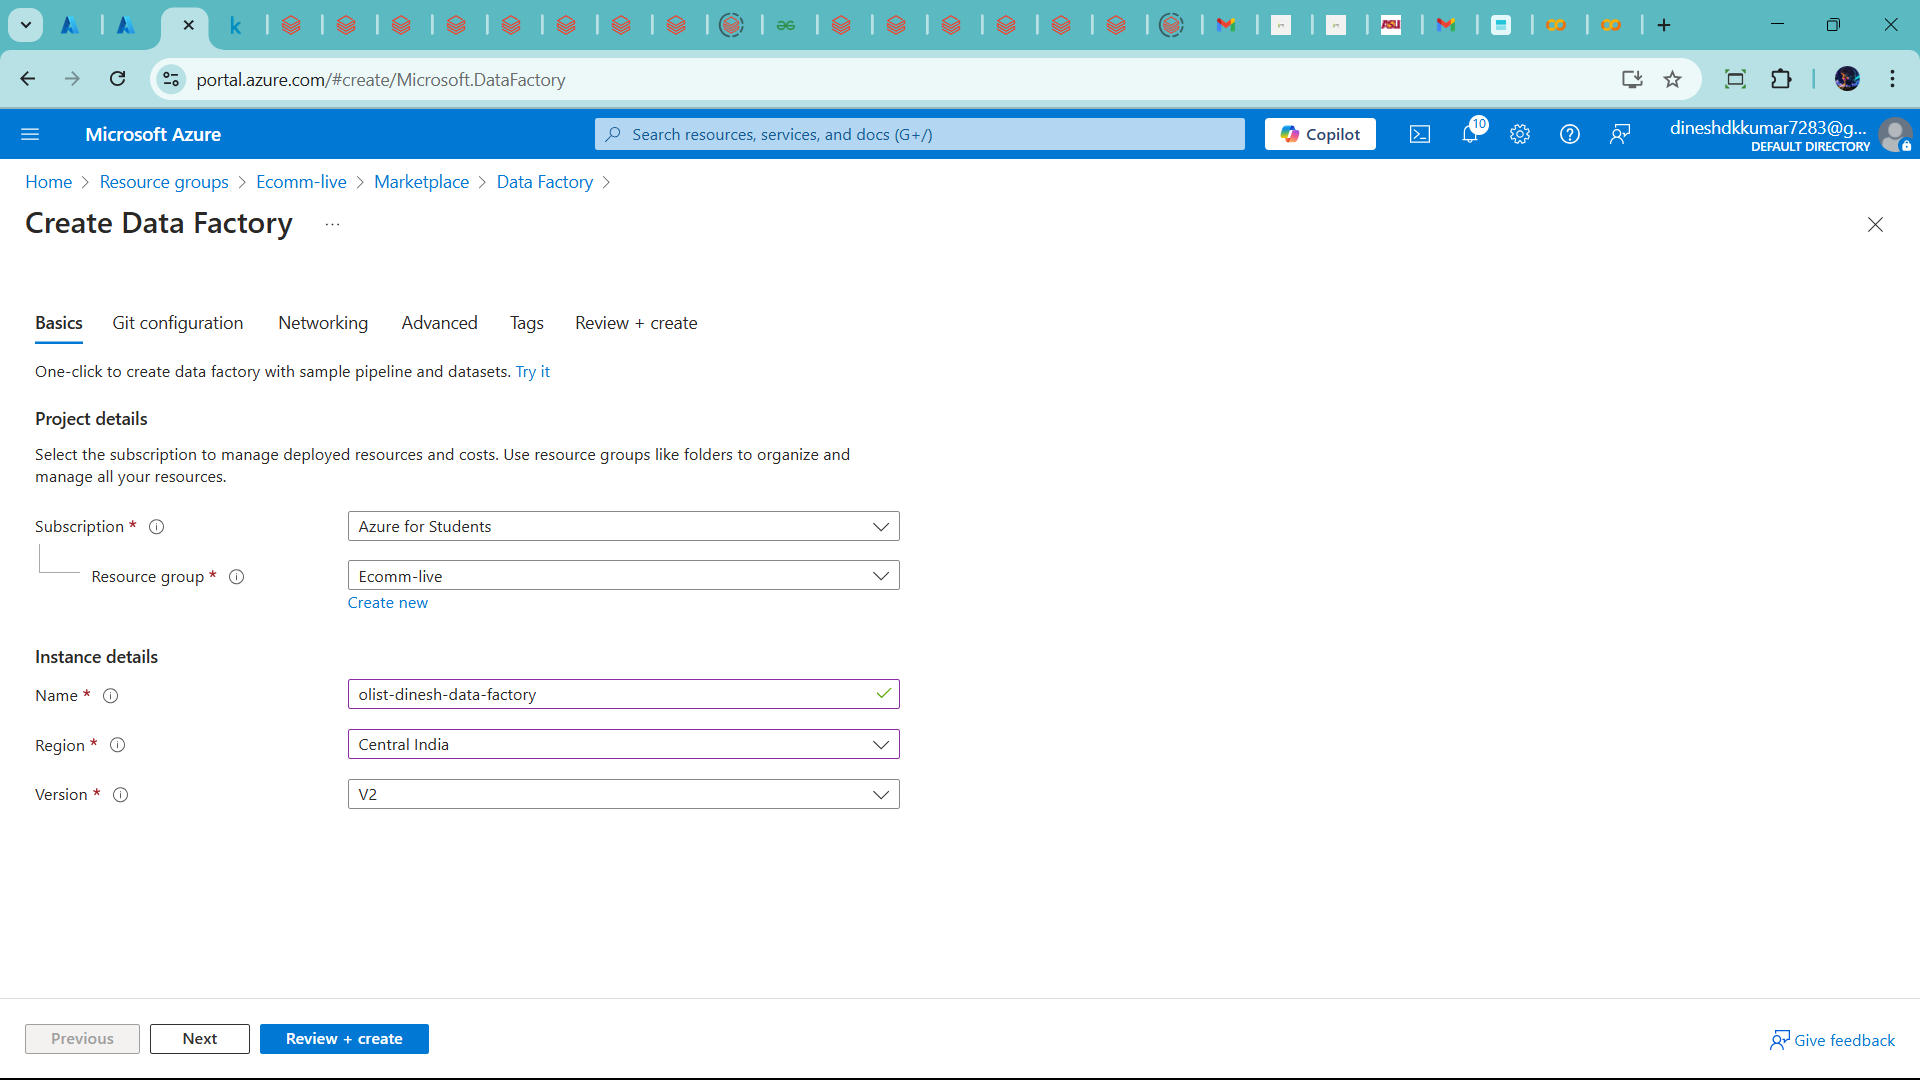 portal.azure.com/#create/Microsoft.DataFactory
Microsoft Azure
Search resources, services, and docs (G+/)
Copilot
10
dineshdkkumar7283@g...
DEFAULT DIRECTORY
Home > Resource groups > Ecomm-live > Marketplace > Data Factory >
Create Data Factory ...
Basics Git configuration Networking Advanced Tags Review + create
One-click to create data factory with sample pipeline and datasets. Try it
Project details
Select the subscription to manage deployed resources and costs. Use resource groups like folders to organize and
manage all your resources.
Subscription * Azure for Students
Resource group * Ecomm-live
Create new
Instance details
Name * olist-dinesh-data-factory
Region * Central India
Version * V2
Previous Next Review + create Give feedback